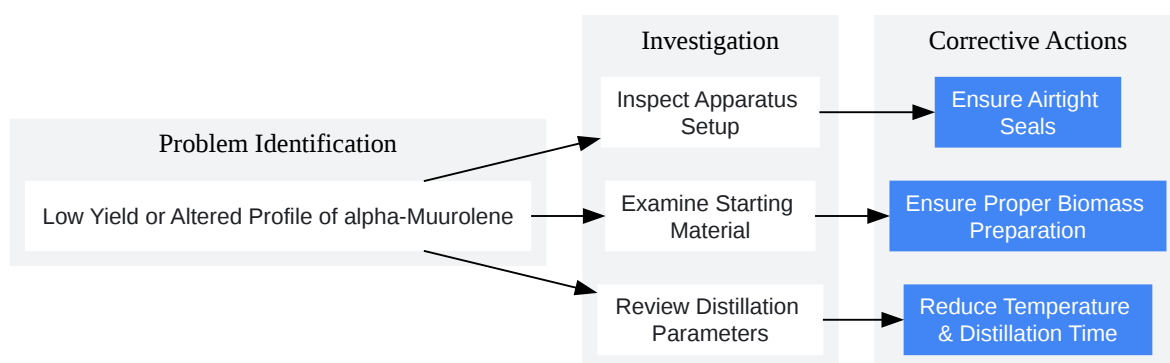 Problem Identification
Low Yield or Altered Profile of alpha-Muurolene
Investigation
Inspect Apparatus
Setup
Examine Starting
Material
Review Distillation
Parameters
Corrective Actions
Ensure Airtight
Seals
Ensure Proper Biomass
Preparation
Reduce Temperature
& Distillation Time